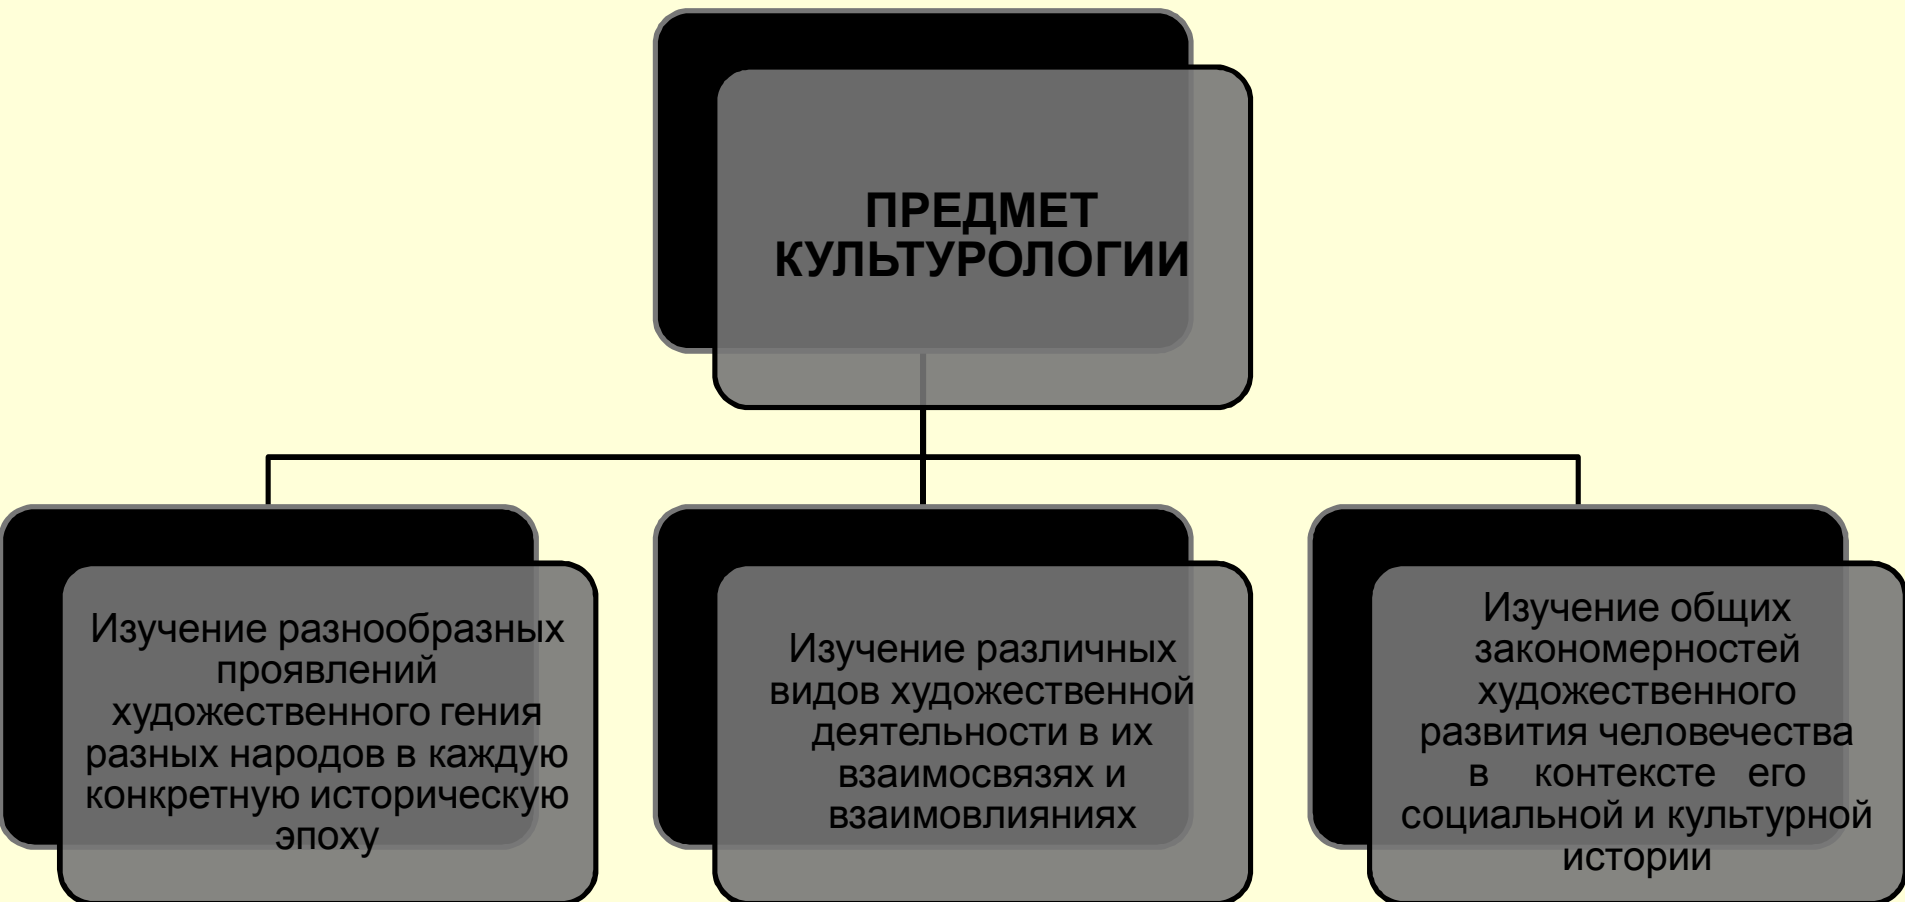 ПРЕДМЕТ
КУЛЬТУРОЛОГИИ
Изучение разнообразных
проявлений
художественного гения
разных народов в каждую
конкретную историческую
эпоху
Изучение различных
видов художественной
деятельности в их
взаимосвязях и
взаимовлияниях
Изучение общих
закономерностей
художественного
развития человечества
в контексте его
социальной и культурной
истории